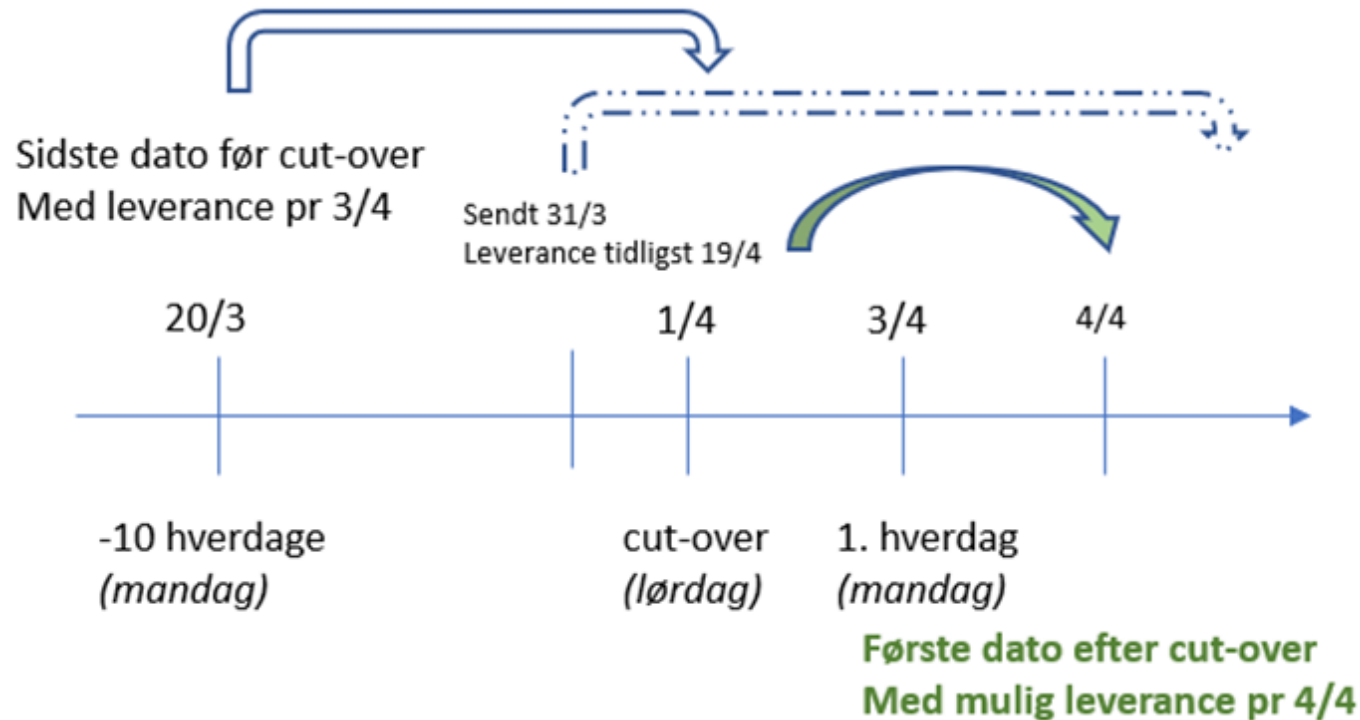 Sidste dato før cut-over
Med leverance pr 3/4
Sendt 31/3
Leverance tidligst 19/4
20/3
1/4
3/4
4/4
-10 hverdage
(mandag)
cut-over
(lørdag)
1. hverdag
(mandag)
Første dato efter cut-over
Med mulig leverance pr 4/4